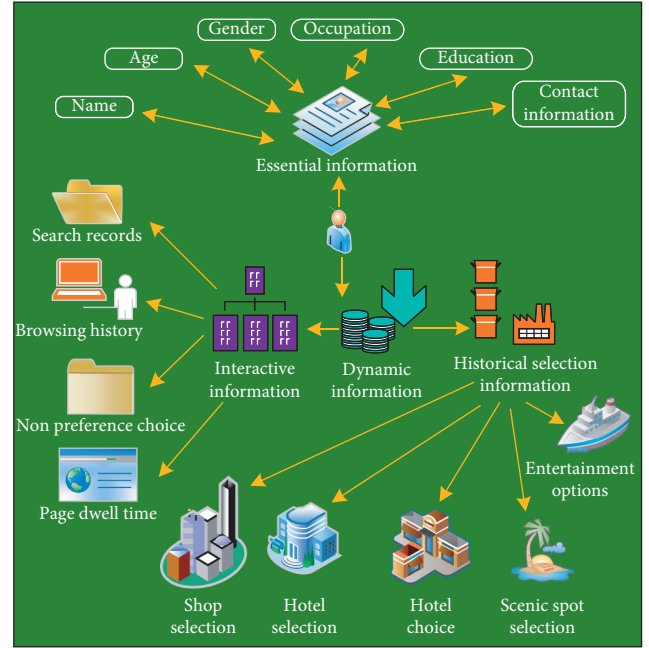 Gender
Occupation
Age
Education
Name
Contact
information
Essential information
Search records
Browsing history
Interactive
information
Dynamic
information
Historical selection
information
Non preference choice
Entertainment
options
Page dwell time
Shop
selection
Hotel
selection
Hotel
choice
Scenic spot
selection